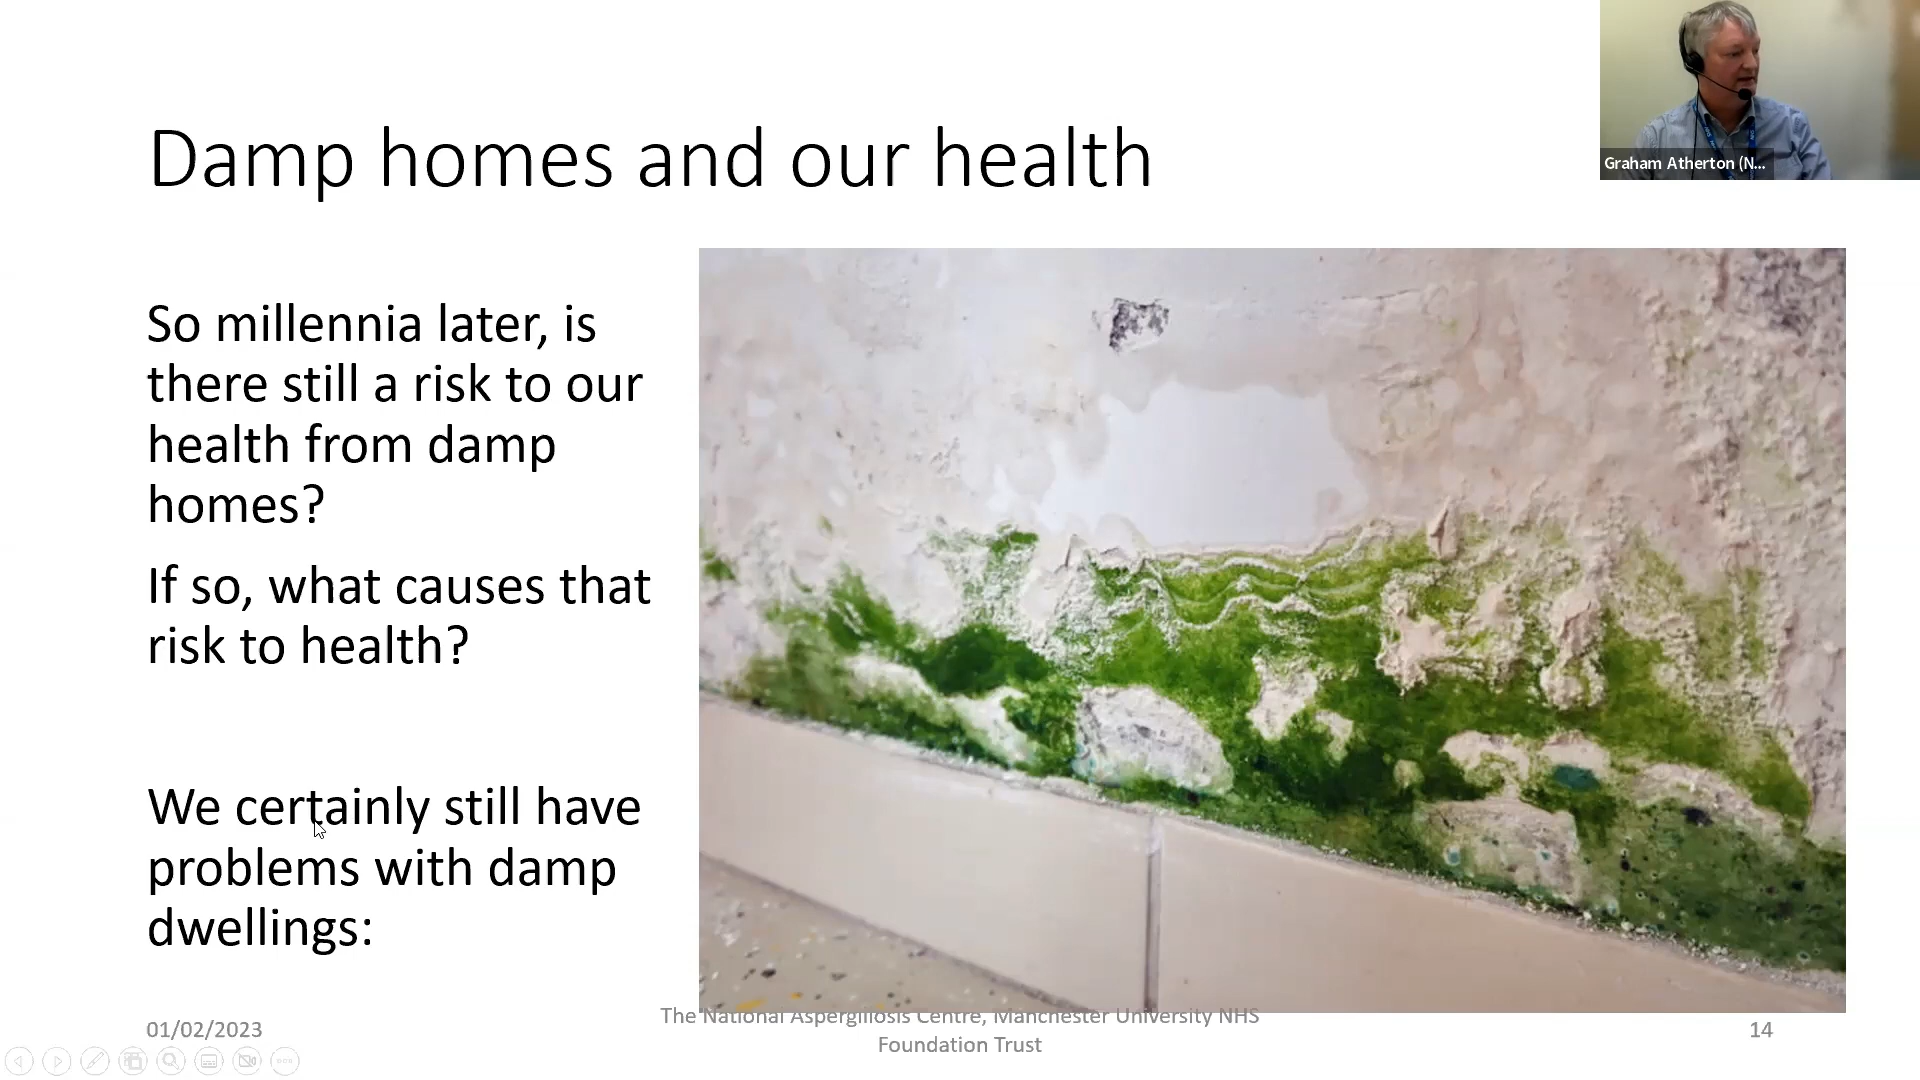 Graham Atherton (N...
Damp homes and our health
So millennia later, is
there still a risk to our
health from damp
homes?
If so, what causes that
risk to health?
We certainly still have
problems with damp
dwellings:
01/02/2023
The National Aspergillosis Centre, Manchester University NHS
Foundation Trust
14